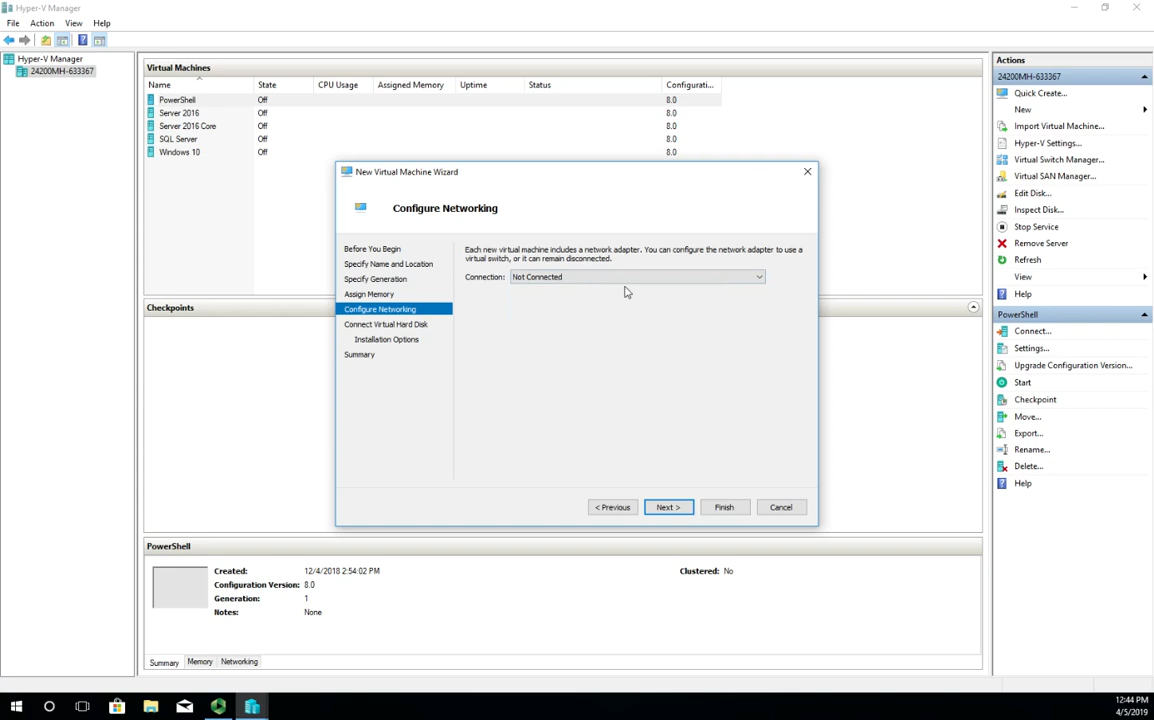 Hyper-V Manager
File Action View Help
Hyper-V Manager
24200MH-633367
Virtual Machines
Name State CPU Usage Assigned Memory Uptime Status Configurati...
PowerShell Off 8.0
Server 2016 Off 8.0
Server 2016 Core Off 8.0
SQL Server Off 8.0
Windows 10 Off 8.0
New Virtual Machine Wizard
Configure Networking
Before You Begin
Specify Name and Location
Specify Generation
Assign Memory
Configure Networking
Connect Virtual Hard Disk
Installation Options
Summary
Each new virtual machine includes a network adapter. You can configure the network adapter to use a
virtual switch, or it can remain disconnected.
Connection: Not Connected
< Previous Next > Finish Cancel
Checkpoints
PowerShell
Created: 12/4/2018 2:54:02 PM Clustered: No
Configuration Version: 8.0
Generation: 1
Notes: None
Summary Memory Networking
Actions
24200MH-633367
Quick Create...
New
Import Virtual Machine...
Hyper-V Settings...
Virtual Switch Manager...
Virtual SAN Manager...
Edit Disk...
Inspect Disk...
Stop Service
Remove Server
Refresh
View
Help
PowerShell
Connect...
Settings...
Upgrade Configuration Version...
Start
Checkpoint
Move...
Export...
Rename...
Delete...
Help
12:44 PM
4/5/2019